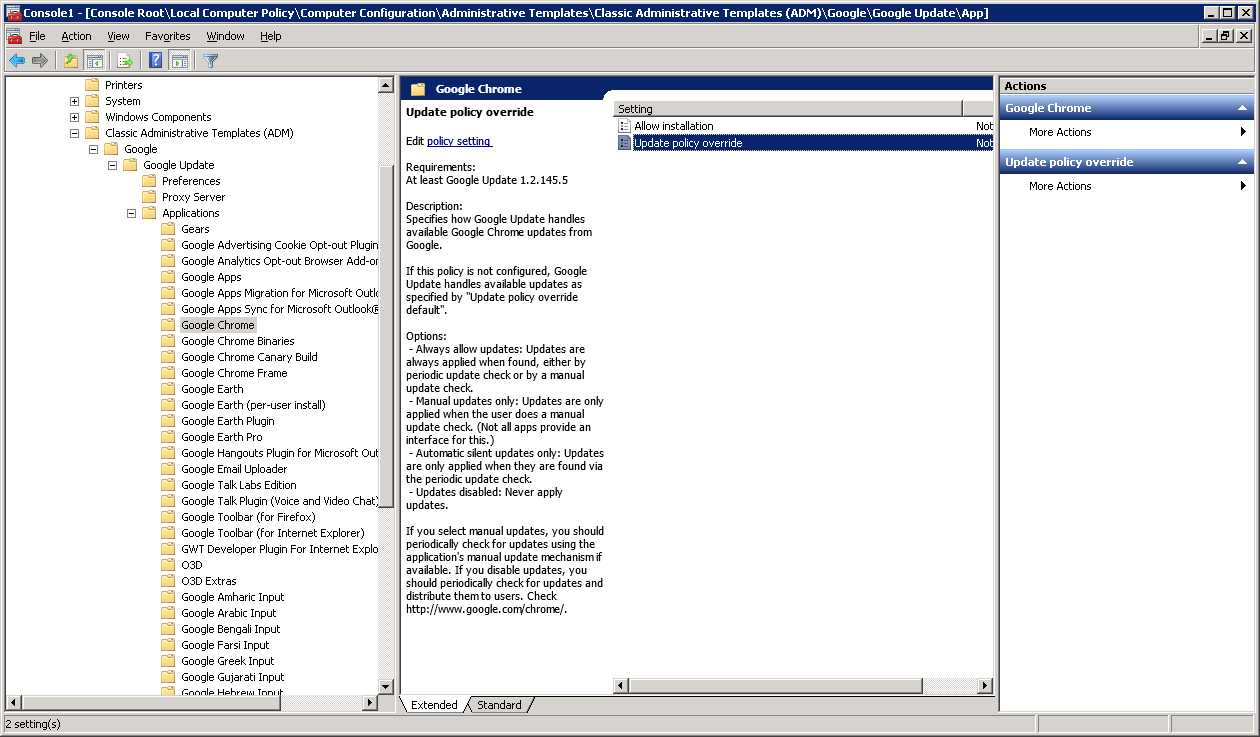 Console1 - [Console Root\Local Computer Policy\Computer Configuration\Administrative Templates\Classic Administrative Templates (ADM)\Google\Google Update\App]
File Action View Favorites Window Help
Printers
System
Windows Components
Classic Administrative Templates (ADM)
Google
Google Update
Preferences
Proxy Server
Applications
Gears
Google Advertising Cookie Opt-out Plugin
Google Analytics Opt-out Browser Add-on
Google Apps
Google Apps Migration for Microsoft Outlo
Google Apps Sync for Microsoft Outlook®
Google Chrome
Google Chrome Binaries
Google Chrome Canary Build
Google Chrome Frame
Google Earth
Google Earth (per-user install)
Google Earth Plugin
Google Earth Pro
Google Hangouts Plugin for Microsoft Out
Google Email Uploader
Google Talk Labs Edition
Google Talk Plugin (Voice and Video Chat)
Google Toolbar (for Firefox)
Google Toolbar (for Internet Explorer)
GWT Developer Plugin For Internet Explo
O3D
O3D Extras
Google Amharic Input
Google Arabic Input
Google Bengali Input
Google Farsi Input
Google Greek Input
Google Gujarati Input
Google Hebrew Input
Google Chrome
Update policy override
Edit policy setting
Requirements:
At least Google Update 1.2.145.5
Description:
Specifies how Google Update handles
available Google Chrome updates from
Google.
If this policy is not configured, Google
Update handles available updates as
specified by "Update policy override
default".
Options:
- Always allow updates: Updates are
always applied when found, either by
periodic update check or by a manual
update check.
- Manual updates only: Updates are only
applied when the user does a manual
update check. (Not all apps provide an
interface for this.)
- Automatic silent updates only: Updates
are only applied when they are found via
the periodic update check.
- Updates disabled: Never apply
updates.
If you select manual updates, you should
periodically check for updates using the
application's manual update mechanism if
available. If you disable updates, you
should periodically check for updates and
distribute them to users. Check
http://www.google.com/chrome/.
Setting
Allow installation Not
Update policy override Not
Extended Standard
Actions
Google Chrome
More Actions
Update policy override
More Actions
2 setting(s)